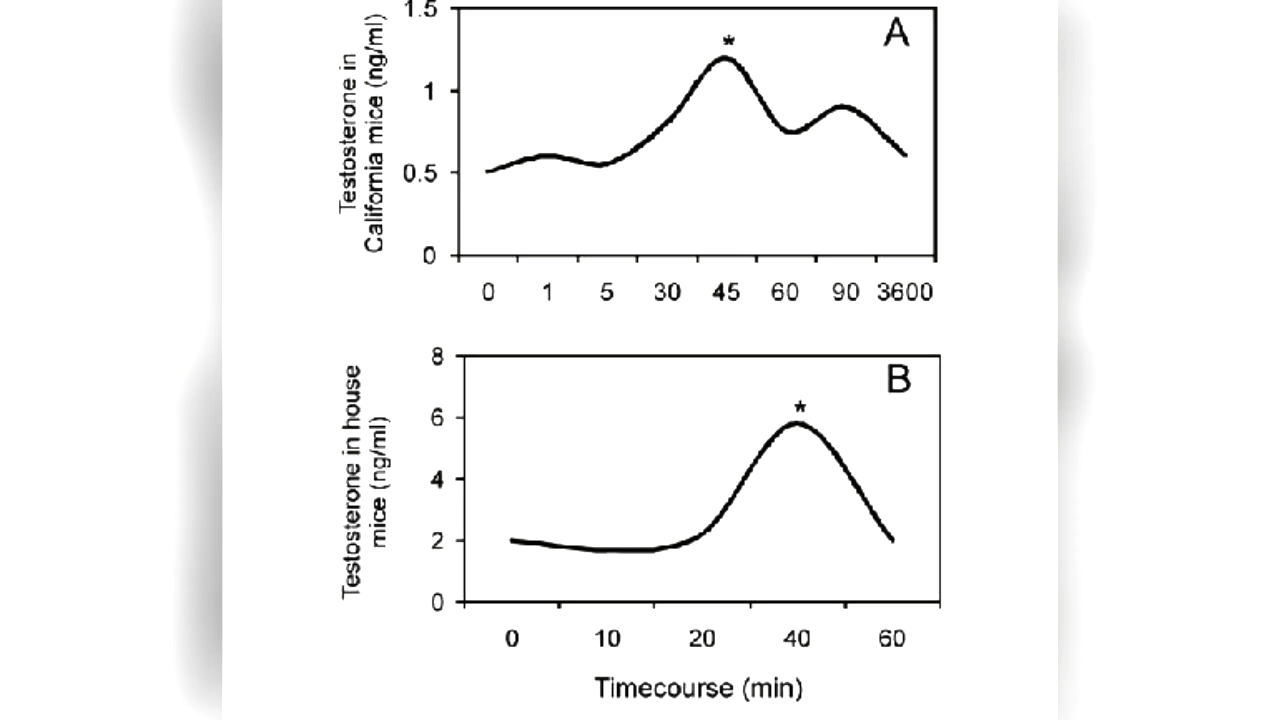 1.5
A
*
Testosterone in
California mice (ng/ml)
1
0.5
0
0 1 5 30 45 60 90 3600
8
B
*
Testosterone in house
mice (ng/ml)
6
4
2
0
0 10 20 40 60
Timecourse (min)